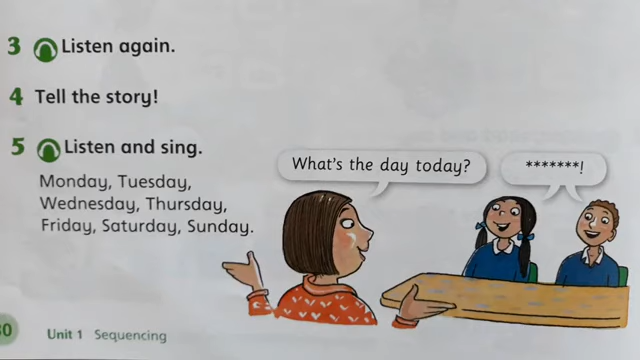 3 Listen again.
4 Tell the story!
5 Listen and sing.
Monday, Tuesday,
Wednesday, Thursday,
Friday, Saturday, Sunday.
What's the day today?
*******!
Unit 1 Sequencing